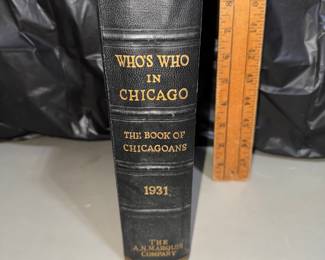 WHO'S WHO
IN
CHICAGO
THE BOOK OF
CHICAGOANS
1931
THE
A.N. MARQUIS
COMPANY